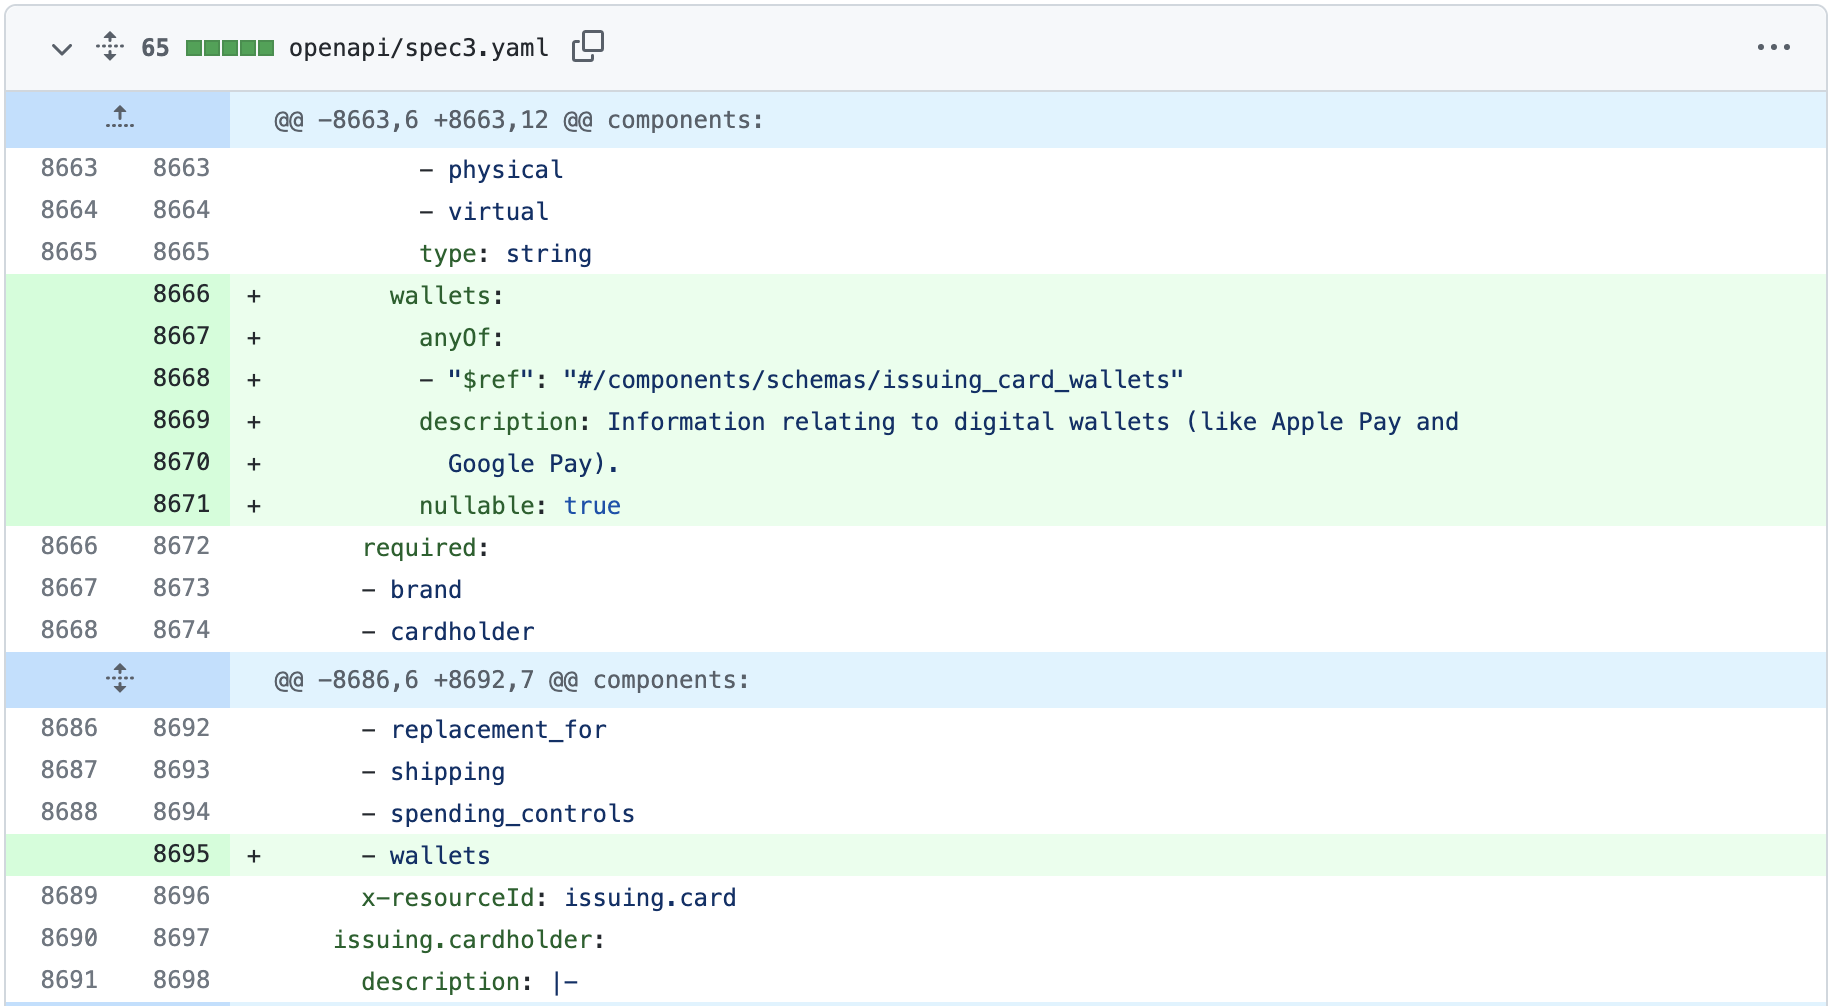 65 openapi/spec3.yaml
@@ -8663,6 +8663,12 @@ components:
8663 8663 - physical
8664 8664 - virtual
8665 8665 type: string
8666 + wallets:
8667 + anyOf:
8668 + - "$ref": "#/components/schemas/issuing_card_wallets"
8669 + description: Information relating to digital wallets (like Apple Pay and
8670 + Google Pay).
8671 + nullable: true
8666 8672 required:
8667 8673 - brand
8668 8674 - cardholder
@@ -8686,6 +8692,7 @@ components:
8686 8692 - replacement_for
8687 8693 - shipping
8688 8694 - spending_controls
8695 + - wallets
8689 8696 x-resourceId: issuing.card
8690 8697 issuing.cardholder:
8691 8698 description: |-